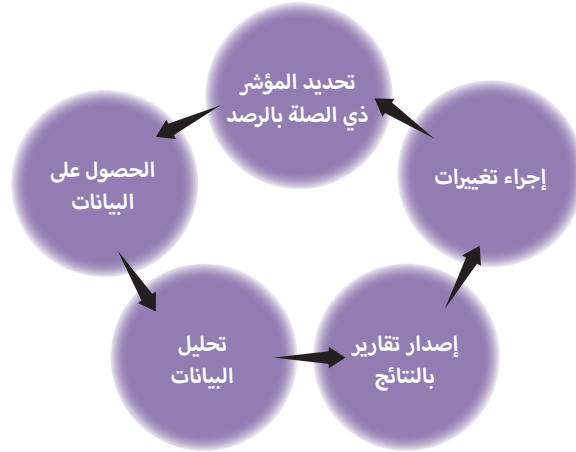 تحديد المؤشر
ذي الصلة بالرصد
الحصول على
البيانات
تحليل
البيانات
إصدار تقارير
بالنتائج
إجراء تغييرات